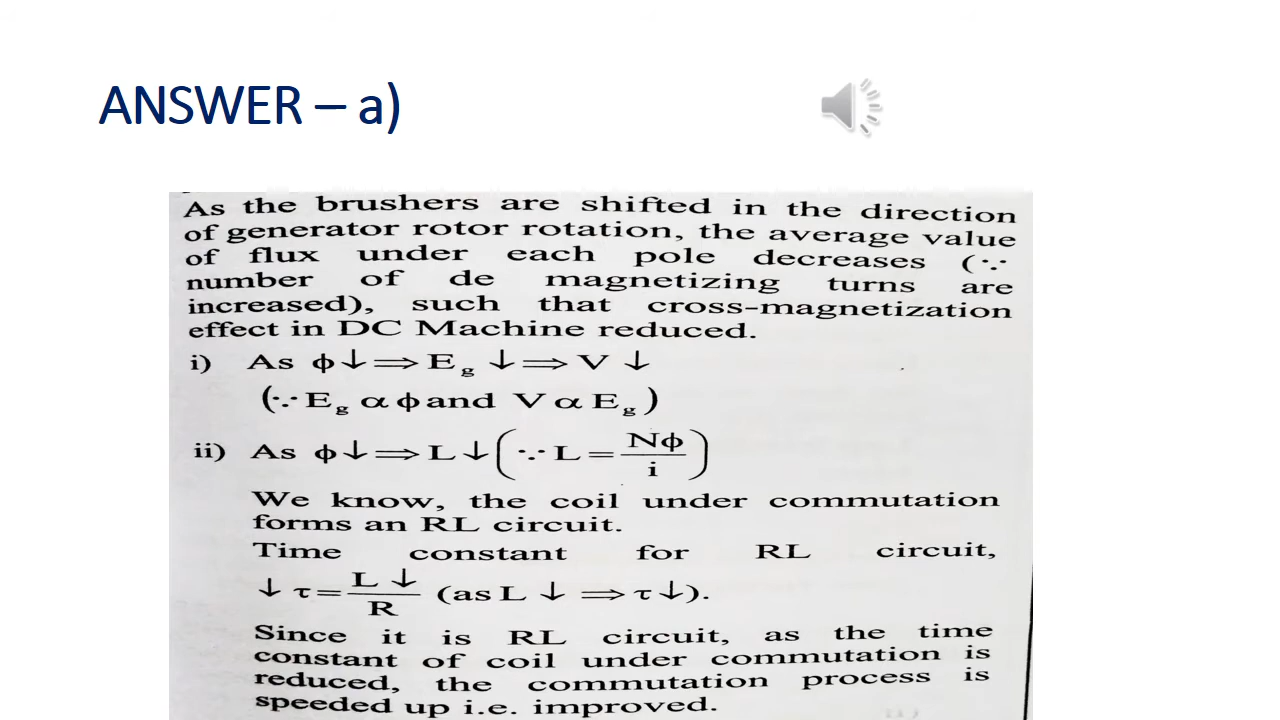 ANSWER – a)
As the brushers are shifted in the direction
of generator rotor rotation, the average value
of flux under each pole decreases (∵
number of de magnetizing turns are
increased), such that cross-magnetization
effect in DC Machine reduced.
i) As ϕ↓⟹E_g ↓⟹V ↓
(∵E_g α ϕ and V α E_g)
ii) As ϕ↓⟹L↓(∵L=Nϕ/i)
We know, the coil under commutation
forms an RL circuit.
Time constant for RL circuit,
↓τ=L↓/R (as L ↓ ⟹τ↓).
Since it is RL circuit, as the time
constant of coil under commutation is
reduced, the commutation process is
speeded up i.e. improved.